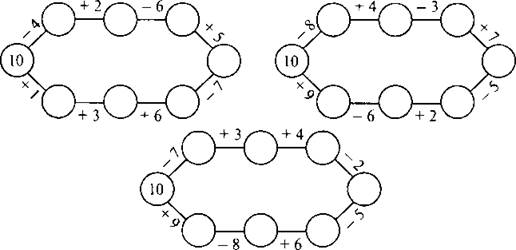 − 4 + 2 − 6 + 5
10
+ 1 + 3 + 6 − 7
− 8 + 4 − 3 + 7
10
+ 9 − 6 + 2 − 5
− 7 + 3 + 4 − 2
10
+ 9 − 8 + 6 − 5